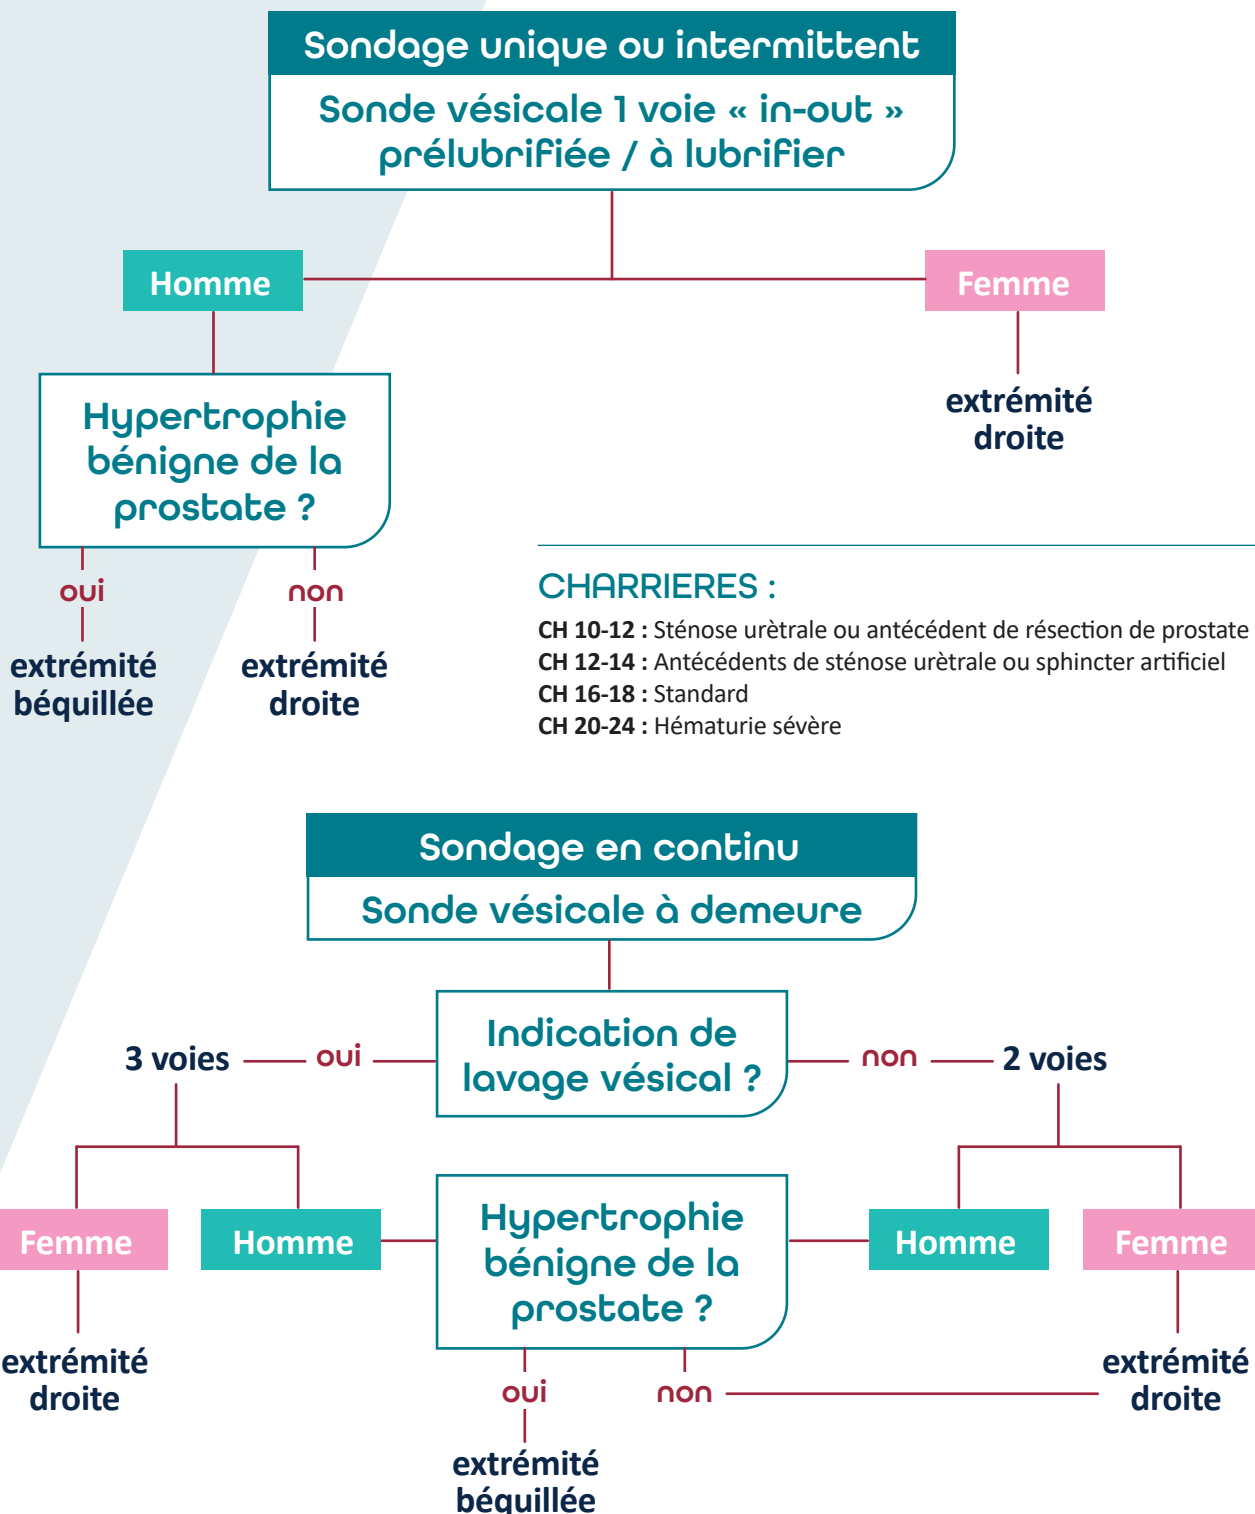 Sondage unique ou intermittent
Sonde vésicale 1 voie « in-out »
prélubrifiée / à lubrifier
Homme
Femme
Hypertrophie
bénigne de la
prostate ?
extrémité
droite
oui
non
extrémité
béquillée
extrémité
droite
CHARRIERES :
CH 10-12 : Sténose urètrale ou antécédent de résection de prostate
CH 12-14 : Antécédents de sténose urètrale ou sphincter artificiel
CH 16-18 : Standard
CH 20-24 : Hématurie sévère
Sondage en continu
Sonde vésicale à demeure
Indication de
lavage vésical ?
3 voies
oui
non
2 voies
Femme
Homme
Hypertrophie
bénigne de la
prostate ?
Homme
Femme
extrémité
droite
oui
non
extrémité
droite
extrémité
béquillée